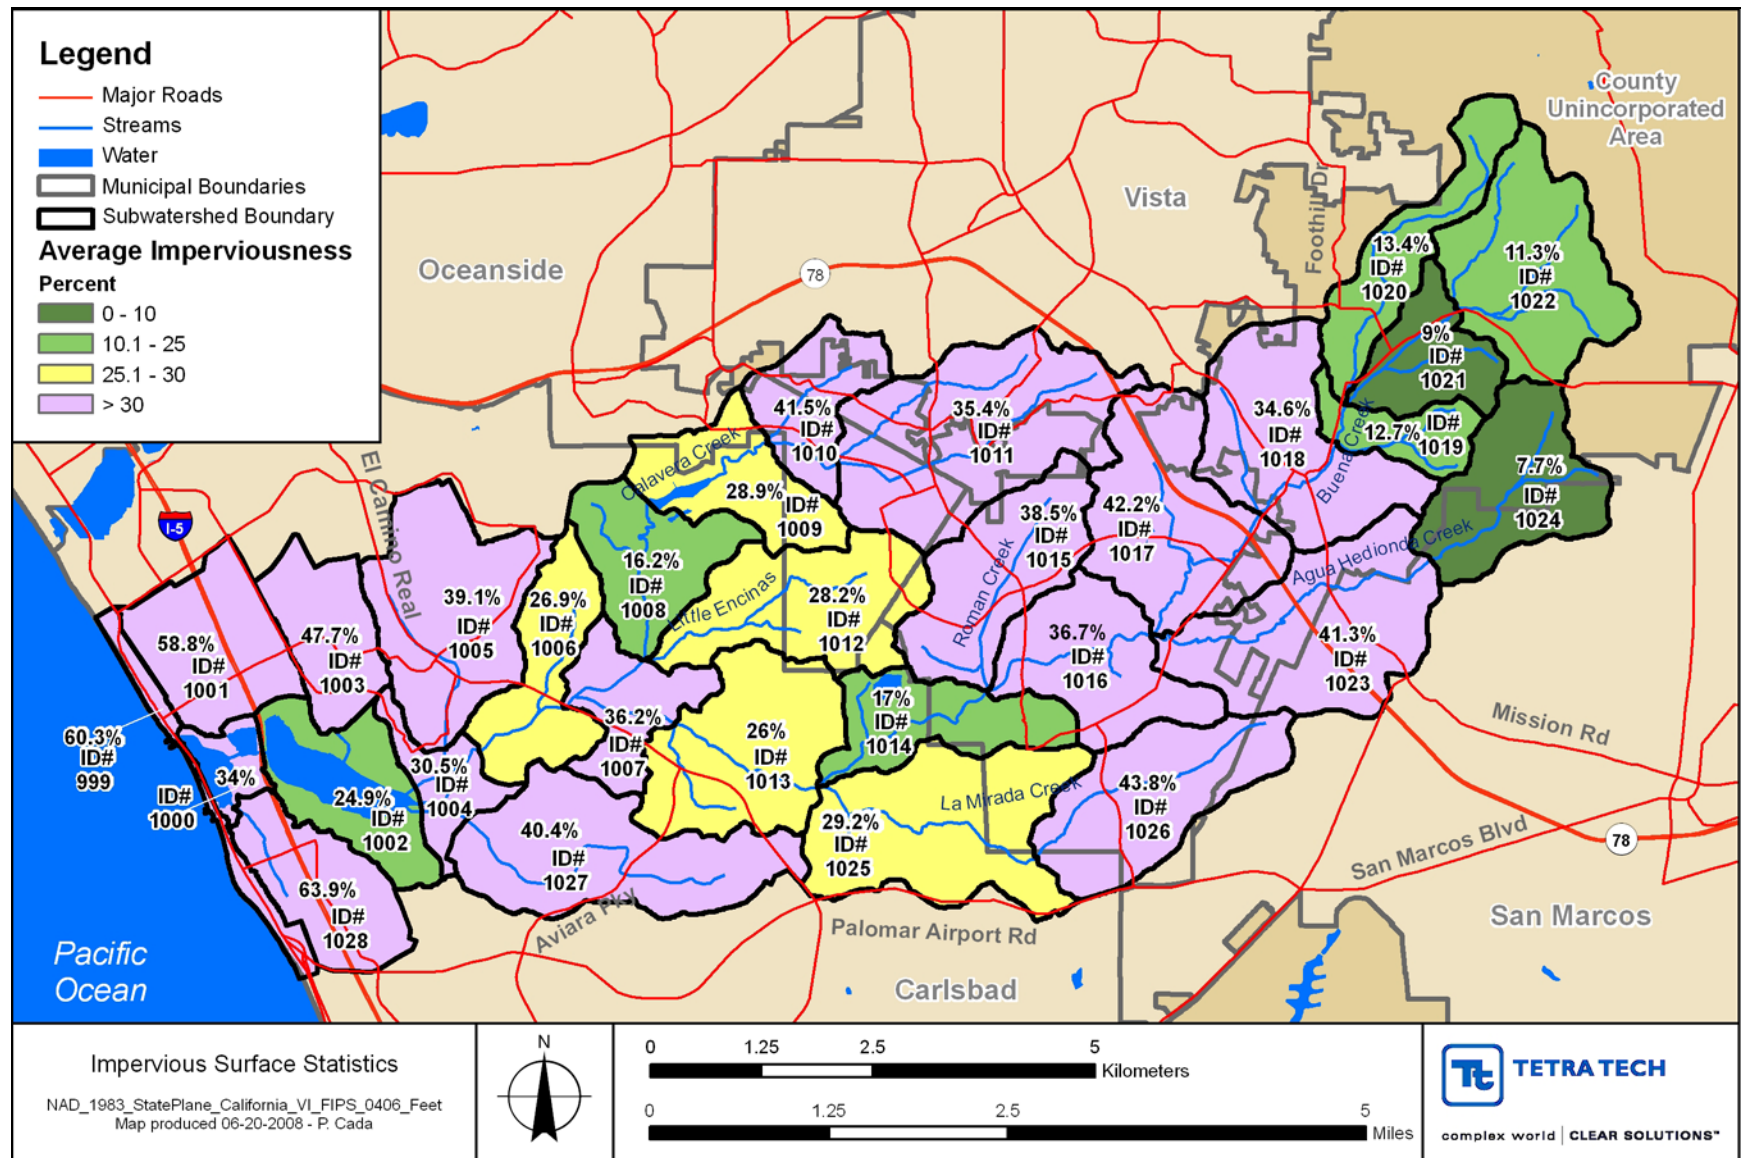 Legend
Major Roads
Streams
Water
Municipal Boundaries
Subwatershed Boundary
Average Imperviousness
Percent
0 - 10
10.1 - 25
25.1 - 30
> 30
County
Unincorporated
Area
Vista
Oceanside
78
Foothill Dr
13.4%
ID#
1020
11.3%
ID#
1022
9%
ID#
1021
12.7%
ID#
1019
7.7%
ID#
1024
34.6%
ID#
1018
Buena Creek
Agua Hedionda Creek
41.5%
ID#
1010
35.4%
ID#
1011
Calavera Creek
28.9%
ID#
1009
38.5%
ID#
1015
42.2%
ID#
1017
El Camino Real
I-5
16.2%
ID#
1008
Little Encinas
28.2%
ID#
1012
Roman Creek
36.7%
ID#
1016
41.3%
ID#
1023
39.1%
ID#
1005
26.9%
ID#
1006
58.8%
ID#
1001
47.7%
ID#
1003
60.3%
ID#
999
34%
ID#
1000
24.9%
ID#
1002
30.5%
ID#
1004
36.2%
ID#
1007
26%
ID#
1013
17%
ID#
1014
La Mirada Creek
43.8%
ID#
1026
29.2%
ID#
1025
40.4%
ID#
1027
63.9%
ID#
1028
Mission Rd
78
San Marcos Blvd
San Marcos
Aviara Pky
Palomar Airport Rd
Carlsbad
Pacific
Ocean
Impervious Surface Statistics
NAD_1983_StatePlane_California_VI_FIPS_0406_Feet
Map produced 06-20-2008 - P. Cada
N
0 1.25 2.5 5
Kilometers
0 1.25 2.5 5
Miles
Tt TETRA TECH
complex world | CLEAR SOLUTIONS™